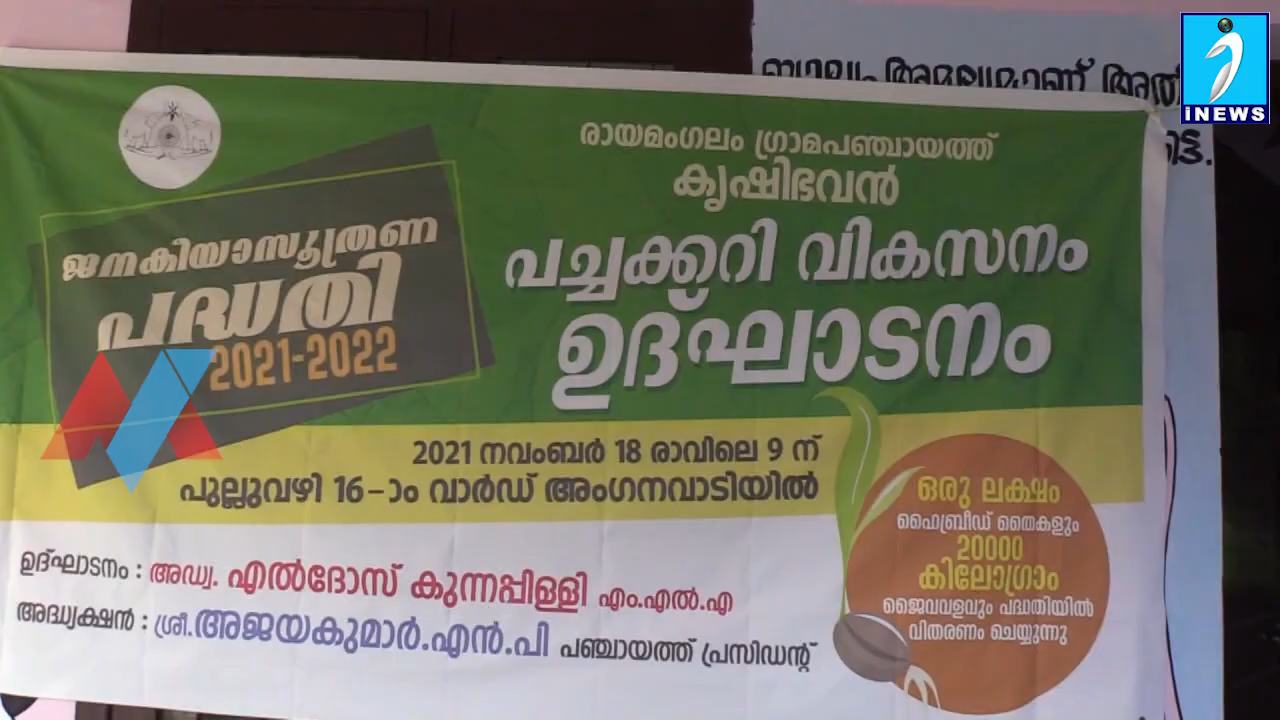 iNEWS
അമൂല്യമാണ്
രായമംഗലം ഗ്രാമപഞ്ചായത്ത്
കൃഷിഭവൻ
പച്ചക്കറി വികസനം
ഉദ്ഘാടനം
ജനകീയാസൂത്രണ
പദ്ധതി
2021-2022
2021 നവംബർ 18 രാവിലെ 9 ന്
പുല്ലുവഴി 16-ാം വാർഡ് അംഗനവാടിയിൽ
ഉദ്ഘാടനം : അഡ്വ. എൽദോസ് കുന്നപ്പിള്ളി എം.എൽ.എ
അദ്ധ്യക്ഷൻ : ശ്രീ.അജയകുമാർ.എൻ.പി പഞ്ചായത്ത് പ്രസിഡന്റ്
ഒരു ലക്ഷം
ഹൈബ്രീഡ് തൈകളും
20000
കിലോഗ്രാം
ജൈവവളവും പദ്ധതിയിൽ
വിതരണം ചെയ്യുന്നു